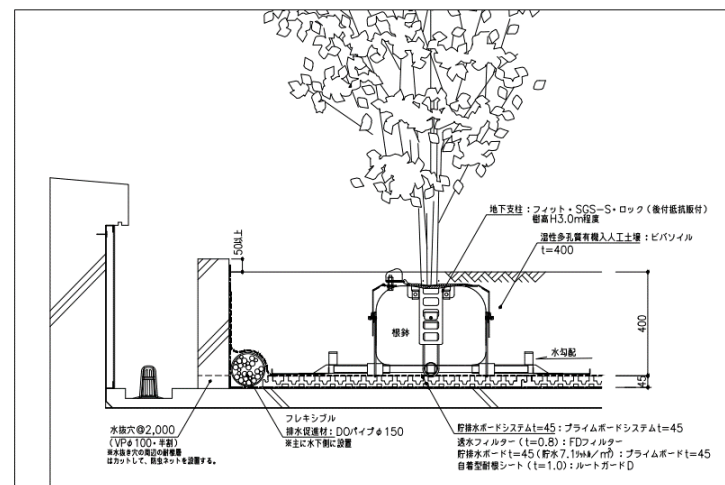 地下支柱：フィット・SGS−S・ロック（後付抵抗版付）
樹高H3.0m程度
湿性多孔質有機入人工土壌：ビバソイル
t=400
50以上
400
45
根鉢
水勾配
水抜穴@2,000
(VPφ100・半割)
※水抜き穴の周辺の耐根層
はカットして、防虫ネットを設置する。
フレキシブル
排水促進材：DOパイプφ150
※主に水下側に設置
貯排水ボードシステムt=45：プライムボードシステムt=45
透水フィルター（t=0.8）：FDフィルター
貯排水ボードt=45（貯水7.1リットル／㎡）：プライムボードt=45
自着型耐根シート（t=1.0）：ルートガードD